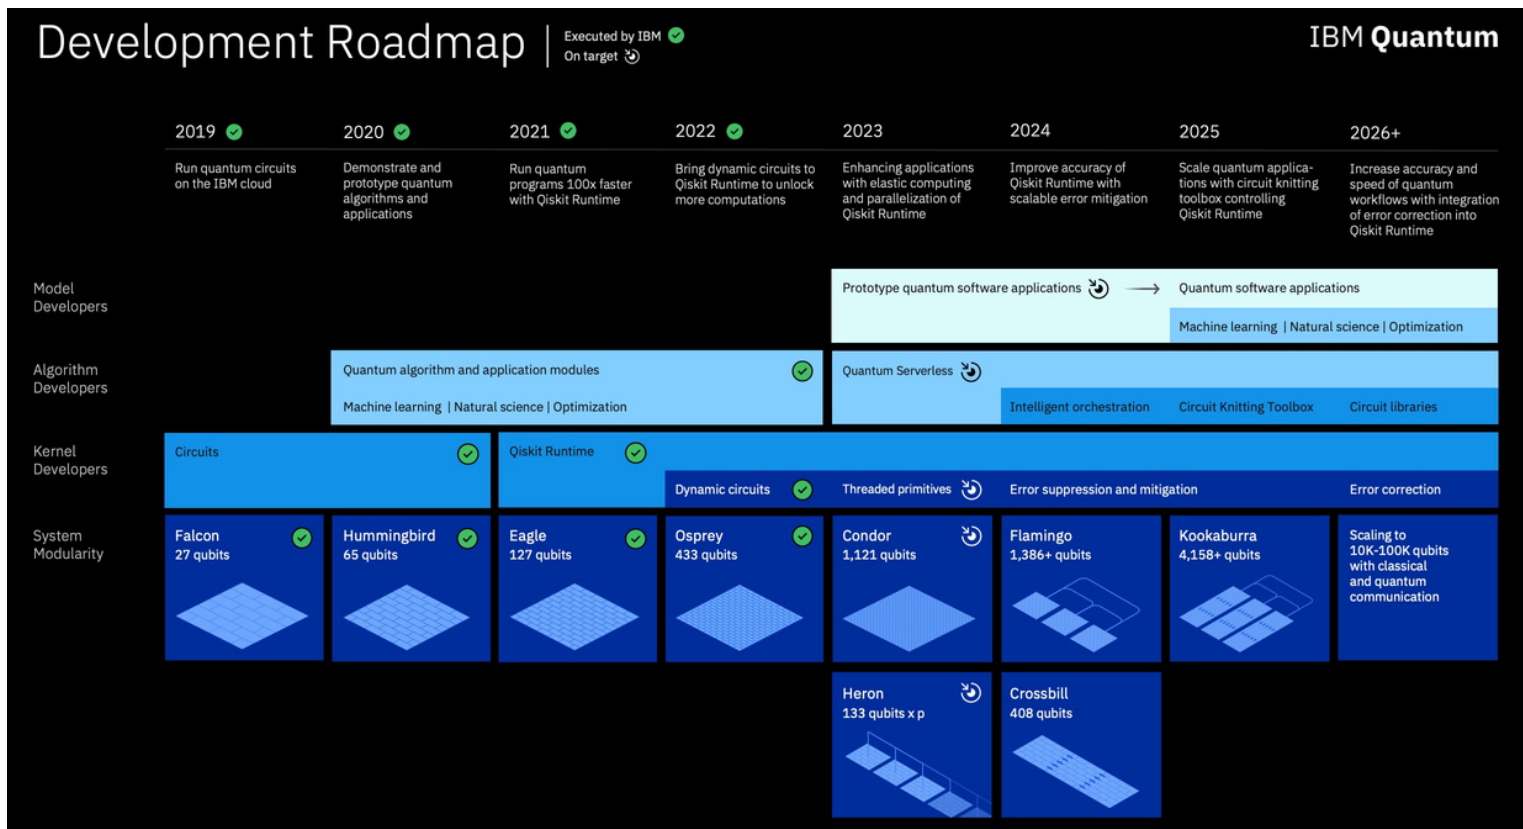 Development Roadmap
Executed by IBM
On target
IBM Quantum
2019
Run quantum circuits
on the IBM cloud
2020
Demonstrate and
prototype quantum
algorithms and
applications
2021
Run quantum
programs 100x faster
with Qiskit Runtime
2022
Bring dynamic circuits to
Qiskit Runtime to unlock
more computations
2023
Enhancing applications
with elastic computing
and parallelization of
Qiskit Runtime
2024
Improve accuracy of
Qiskit Runtime with
scalable error mitigation
2025
Scale quantum applica-
tions with circuit knitting
toolbox controlling
Qiskit Runtime
2026+
Increase accuracy and
speed of quantum
workflows with integration
of error correction into
Qiskit Runtime
Model
Developers
Prototype quantum software applications
Quantum software applications
Machine learning | Natural science | Optimization
Algorithm
Developers
Quantum algorithm and application modules
Machine learning | Natural science | Optimization
Quantum Serverless
Intelligent orchestration
Circuit Knitting Toolbox
Circuit libraries
Kernel
Developers
Circuits
Qiskit Runtime
Dynamic circuits
Threaded primitives
Error suppression and mitigation
Error correction
System
Modularity
Falcon
27 qubits
Hummingbird
65 qubits
Eagle
127 qubits
Osprey
433 qubits
Condor
1,121 qubits
Flamingo
1,386+ qubits
Kookaburra
4,158+ qubits
Scaling to
10K-100K qubits
with classical
and quantum
communication
Heron
133 qubits x p
Crossbill
408 qubits